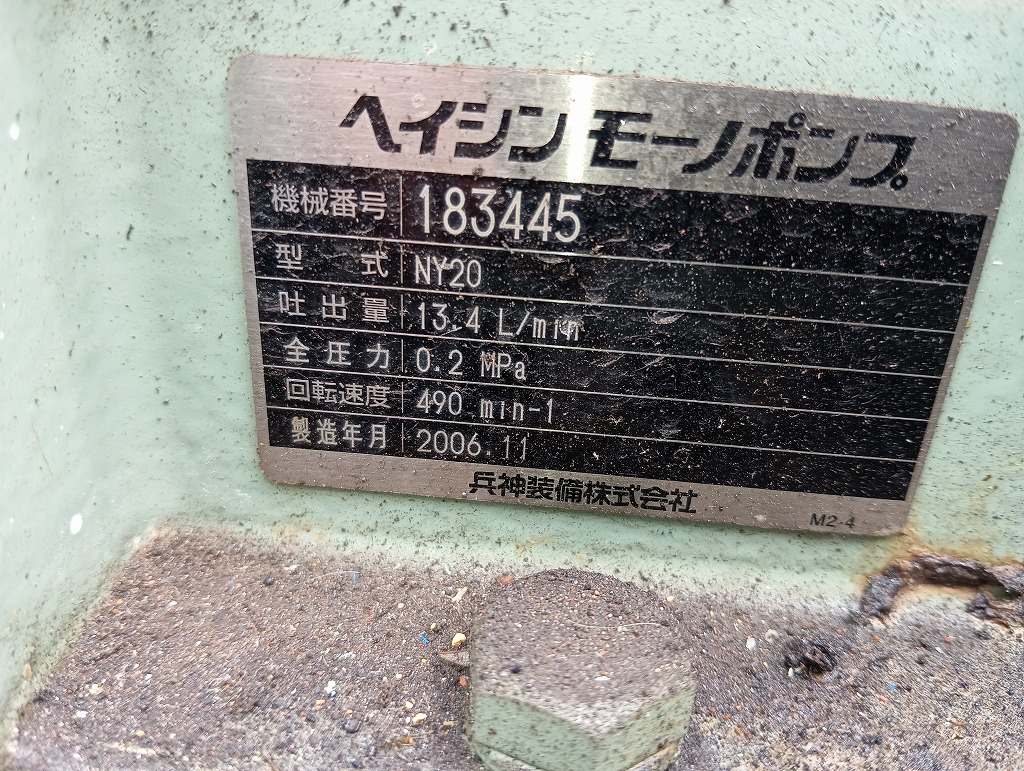 ヘイシン モーノポンプ
機械番号 183445
型 式 NY20
吐出量 13.4 L/min
全圧力 0.2 MPa
回転速度 490 min-1
製造年月 2006.11
兵神装備株式会社
M2-4